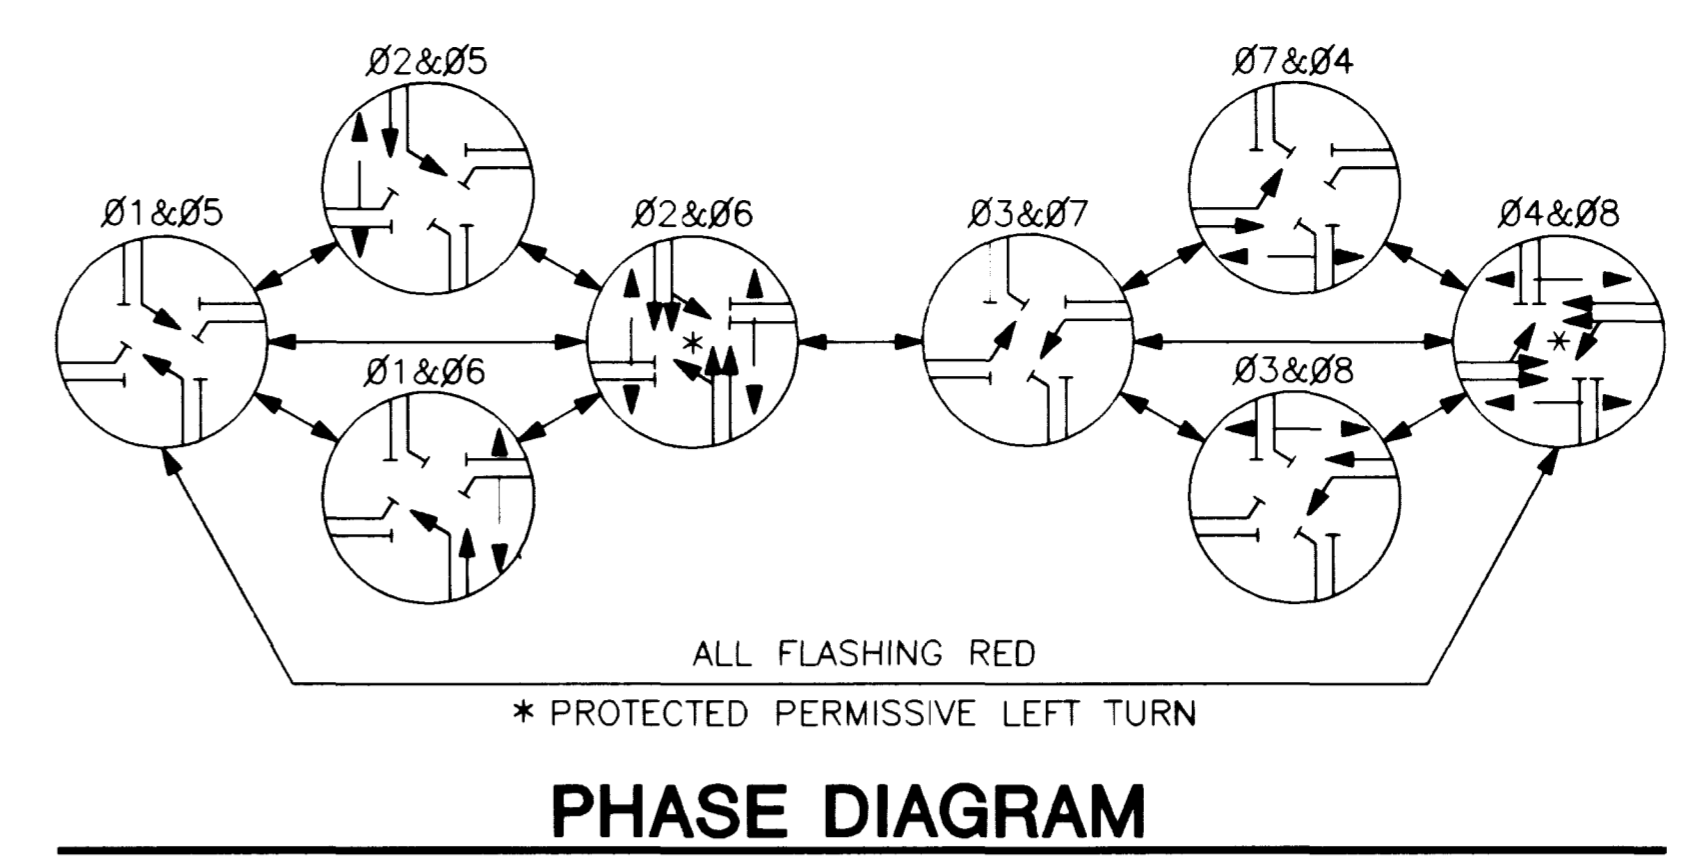 Ø2&Ø5
Ø7&Ø4
Ø1&Ø5
Ø2&Ø6
Ø3&Ø7
Ø4&Ø8
*
*
Ø1&Ø6
Ø3&Ø8
ALL FLASHING RED
* PROTECTED PERMISSIVE LEFT TURN
PHASE DIAGRAM